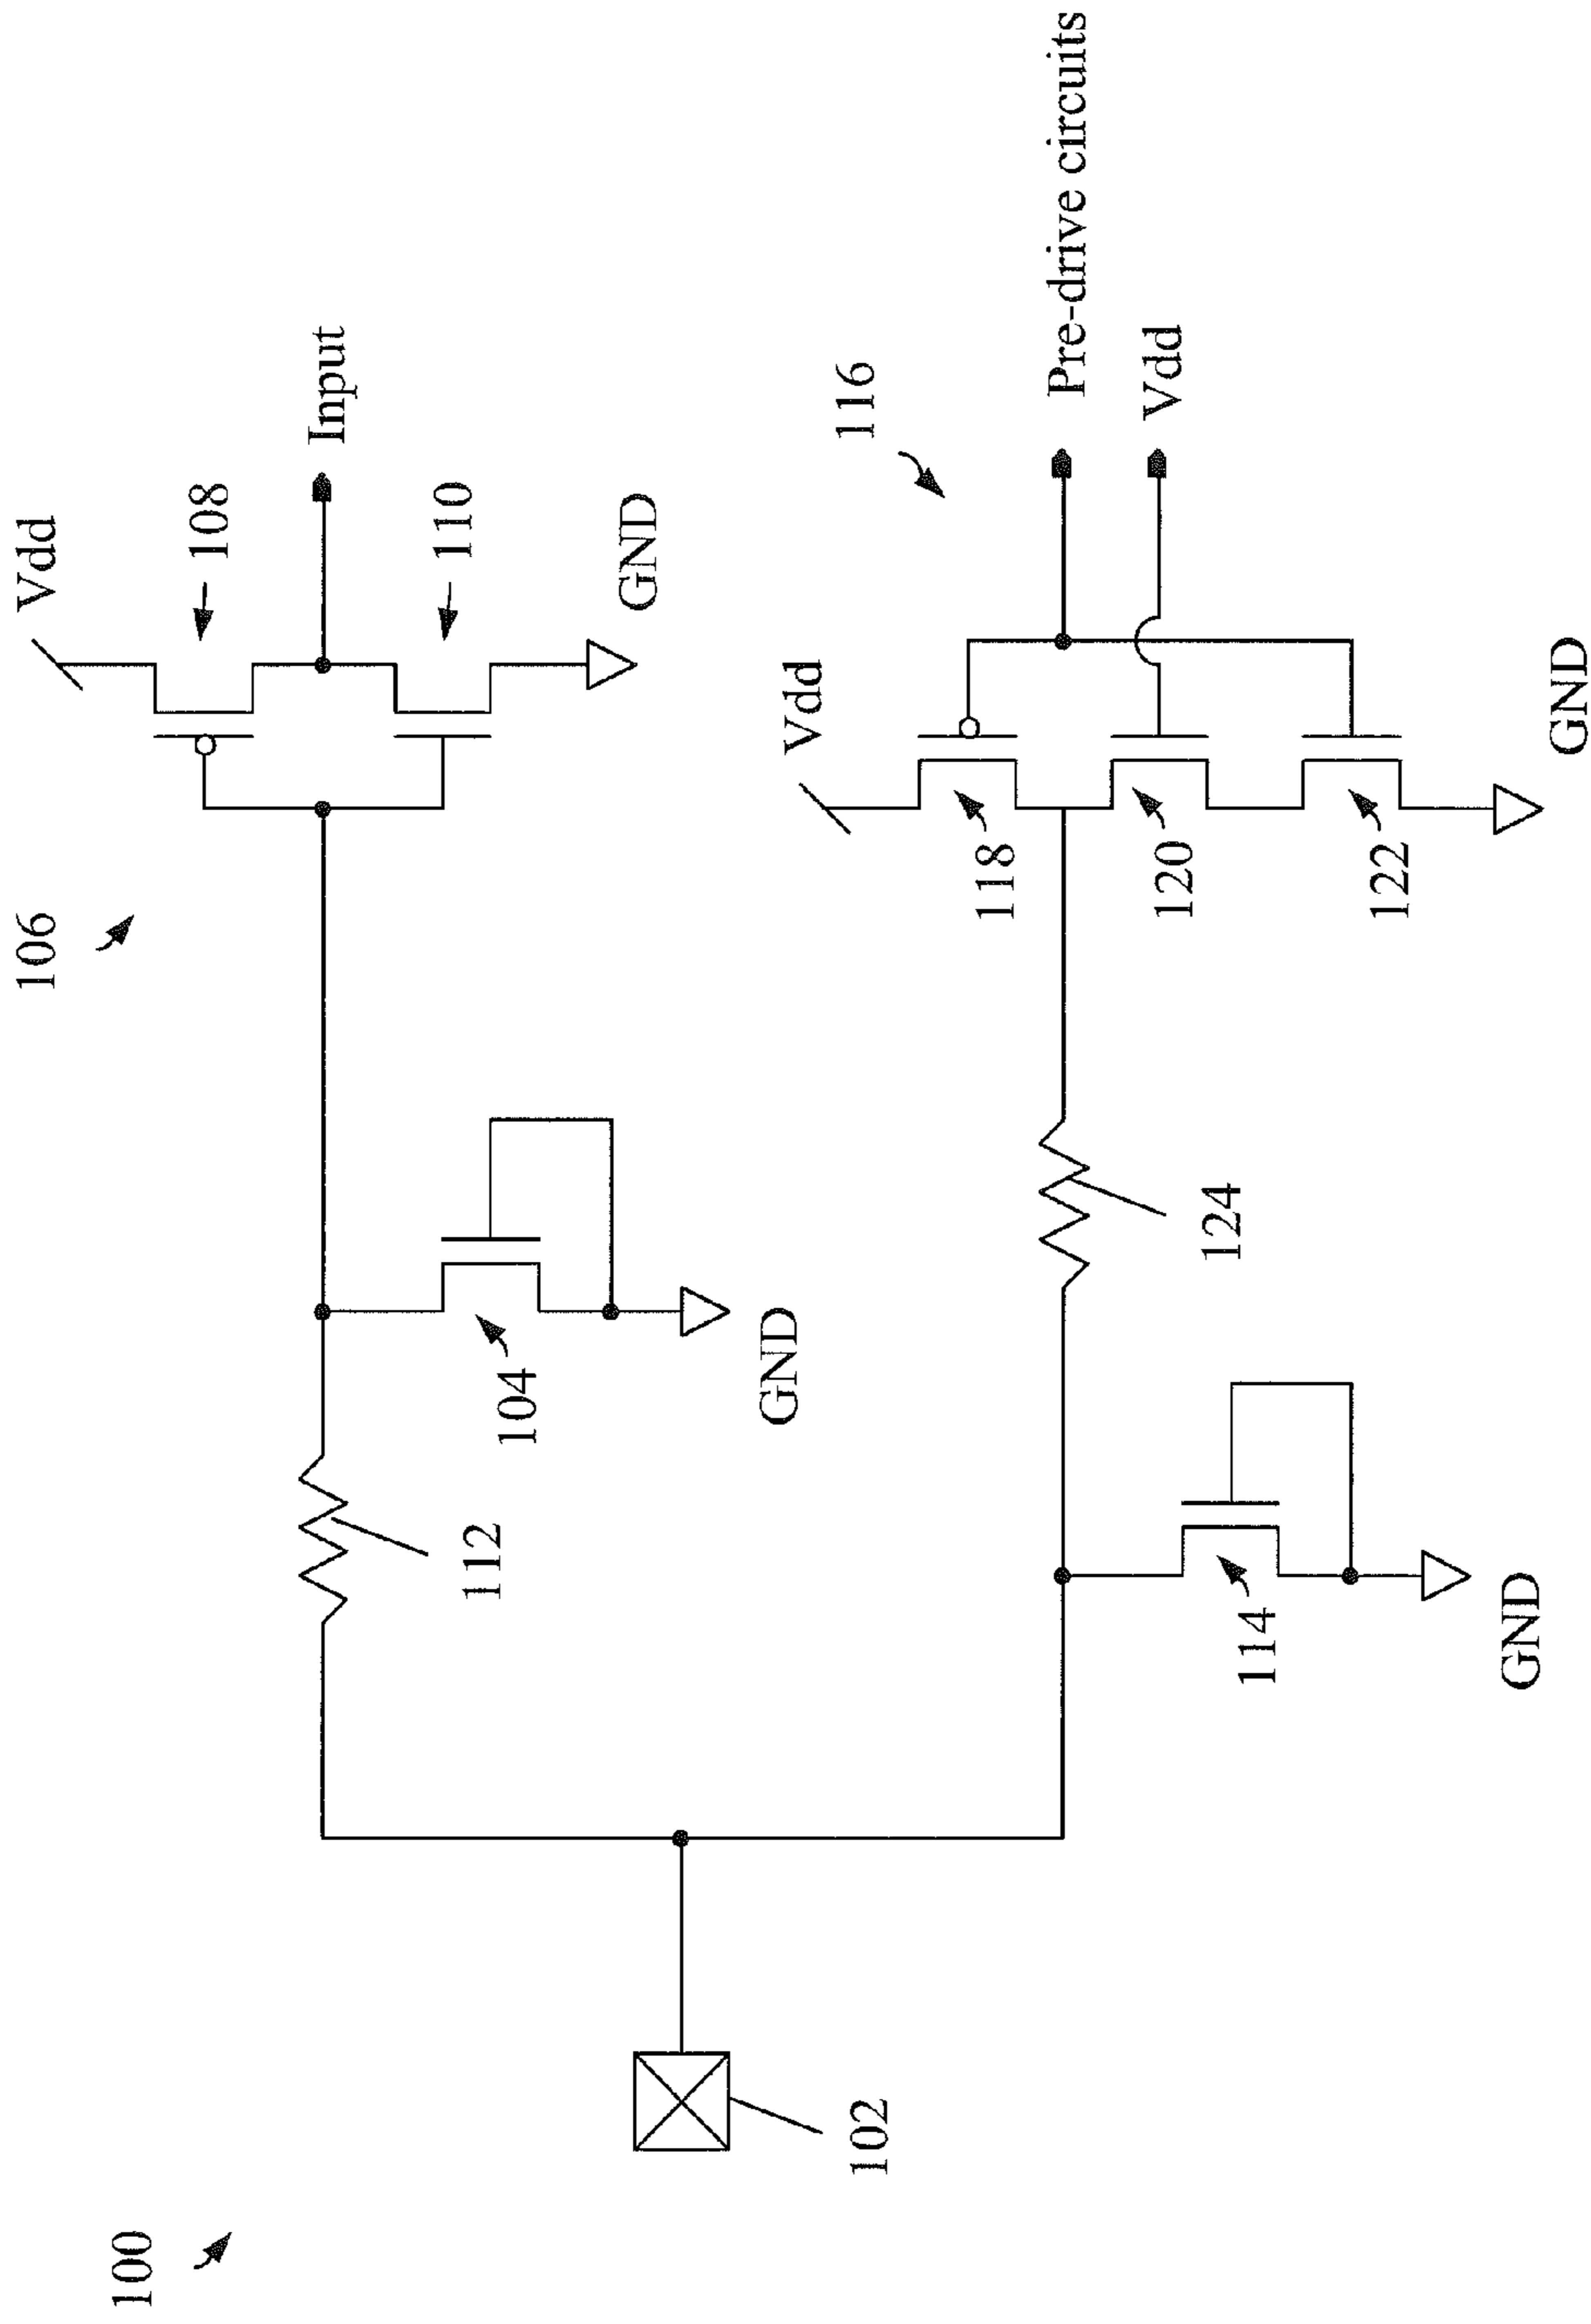 100
102
106
Vdd
108
Input
110
GND
112
104
GND
116
Vdd
Pre-drive circuits
Vdd
118
120
122
GND
124
114
GND